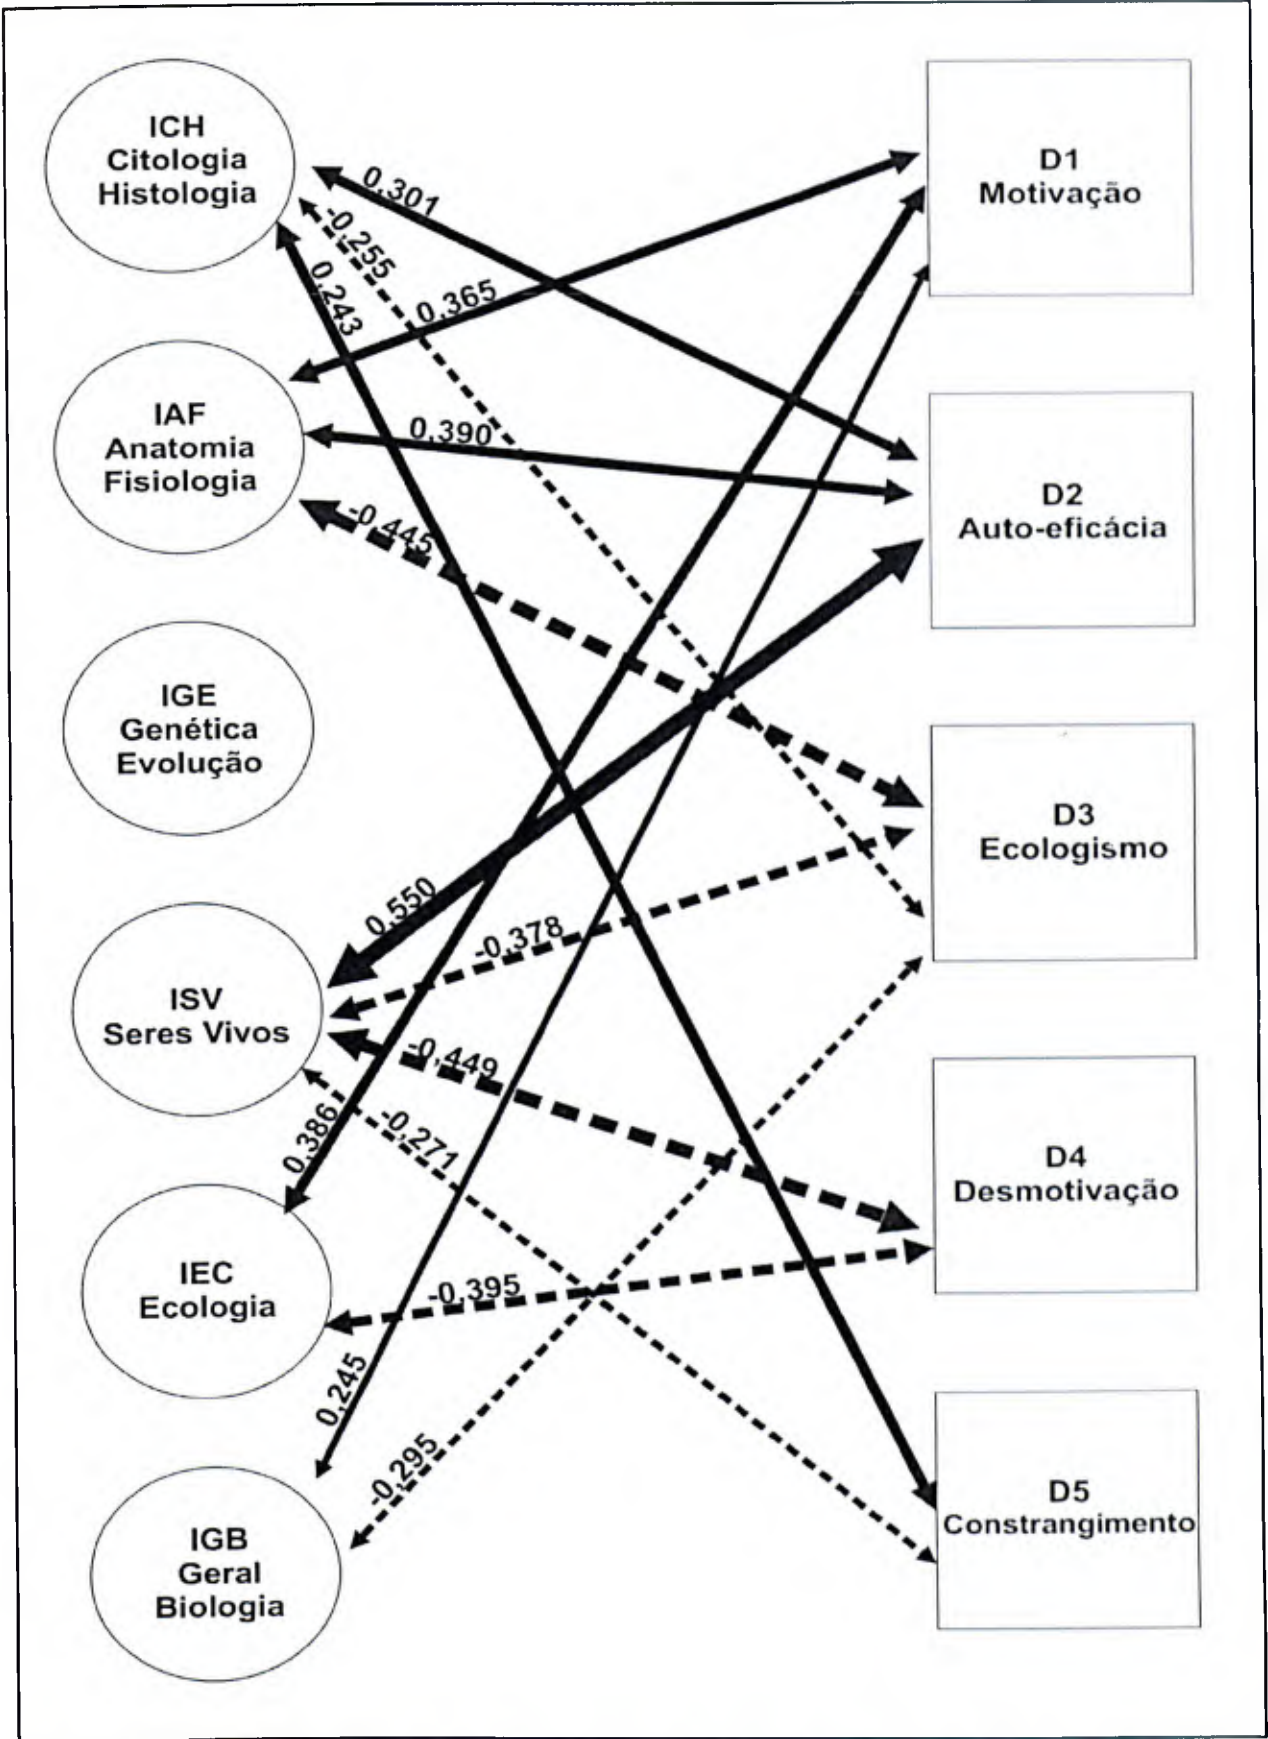 ICH
Citologia
Histologia
IAF
Anatomia
Fisiologia
IGE
Genética
Evolução
ISV
Seres Vivos
IEC
Ecologia
IGB
Geral
Biologia
0,301
-0,255
0,243
0,365
0,390
-0,445
0,550
-0,378
-0,449
-0,271
0,386
-0,395
0,245
-0,295
D1
Motivação
D2
Auto-eficácia
D3
Ecologismo
D4
Desmotivação
D5
Constrangimento